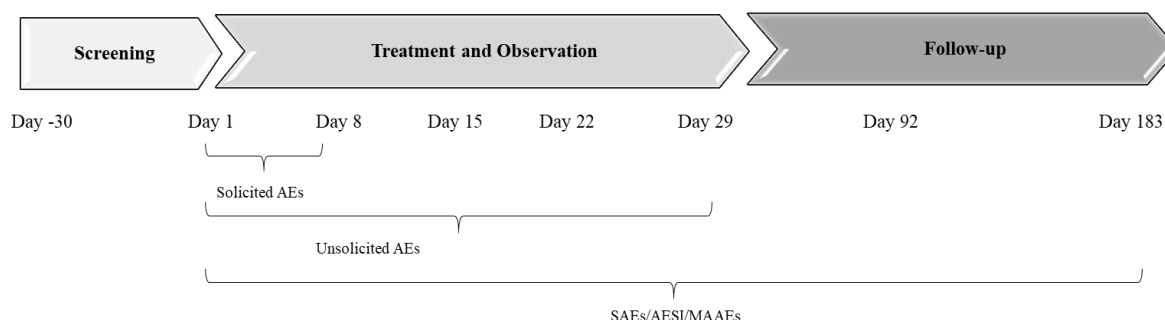 Screening Treatment and Observation Follow-up
Day -30 Day 1 Day 8 Day 15 Day 22 Day 29 Day 92 Day 183
Solicited AEs
Unsolicited AEs
SAEs/AESI/MAAEs